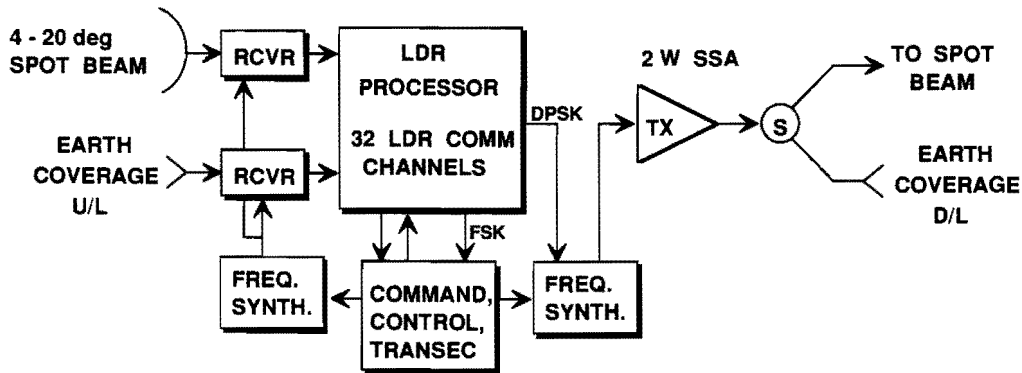 4 - 20 deg
SPOT BEAM
RCVR
LDR
PROCESSOR
32 LDR COMM
CHANNELS
2 W SSA
TX
S
TO SPOT
BEAM
DPSK
EARTH
COVERAGE
U/L
RCVR
EARTH
COVERAGE
D/L
FSK
FREQ.
SYNTH.
COMMAND,
CONTROL,
TRANSEC
FREQ.
SYNTH.